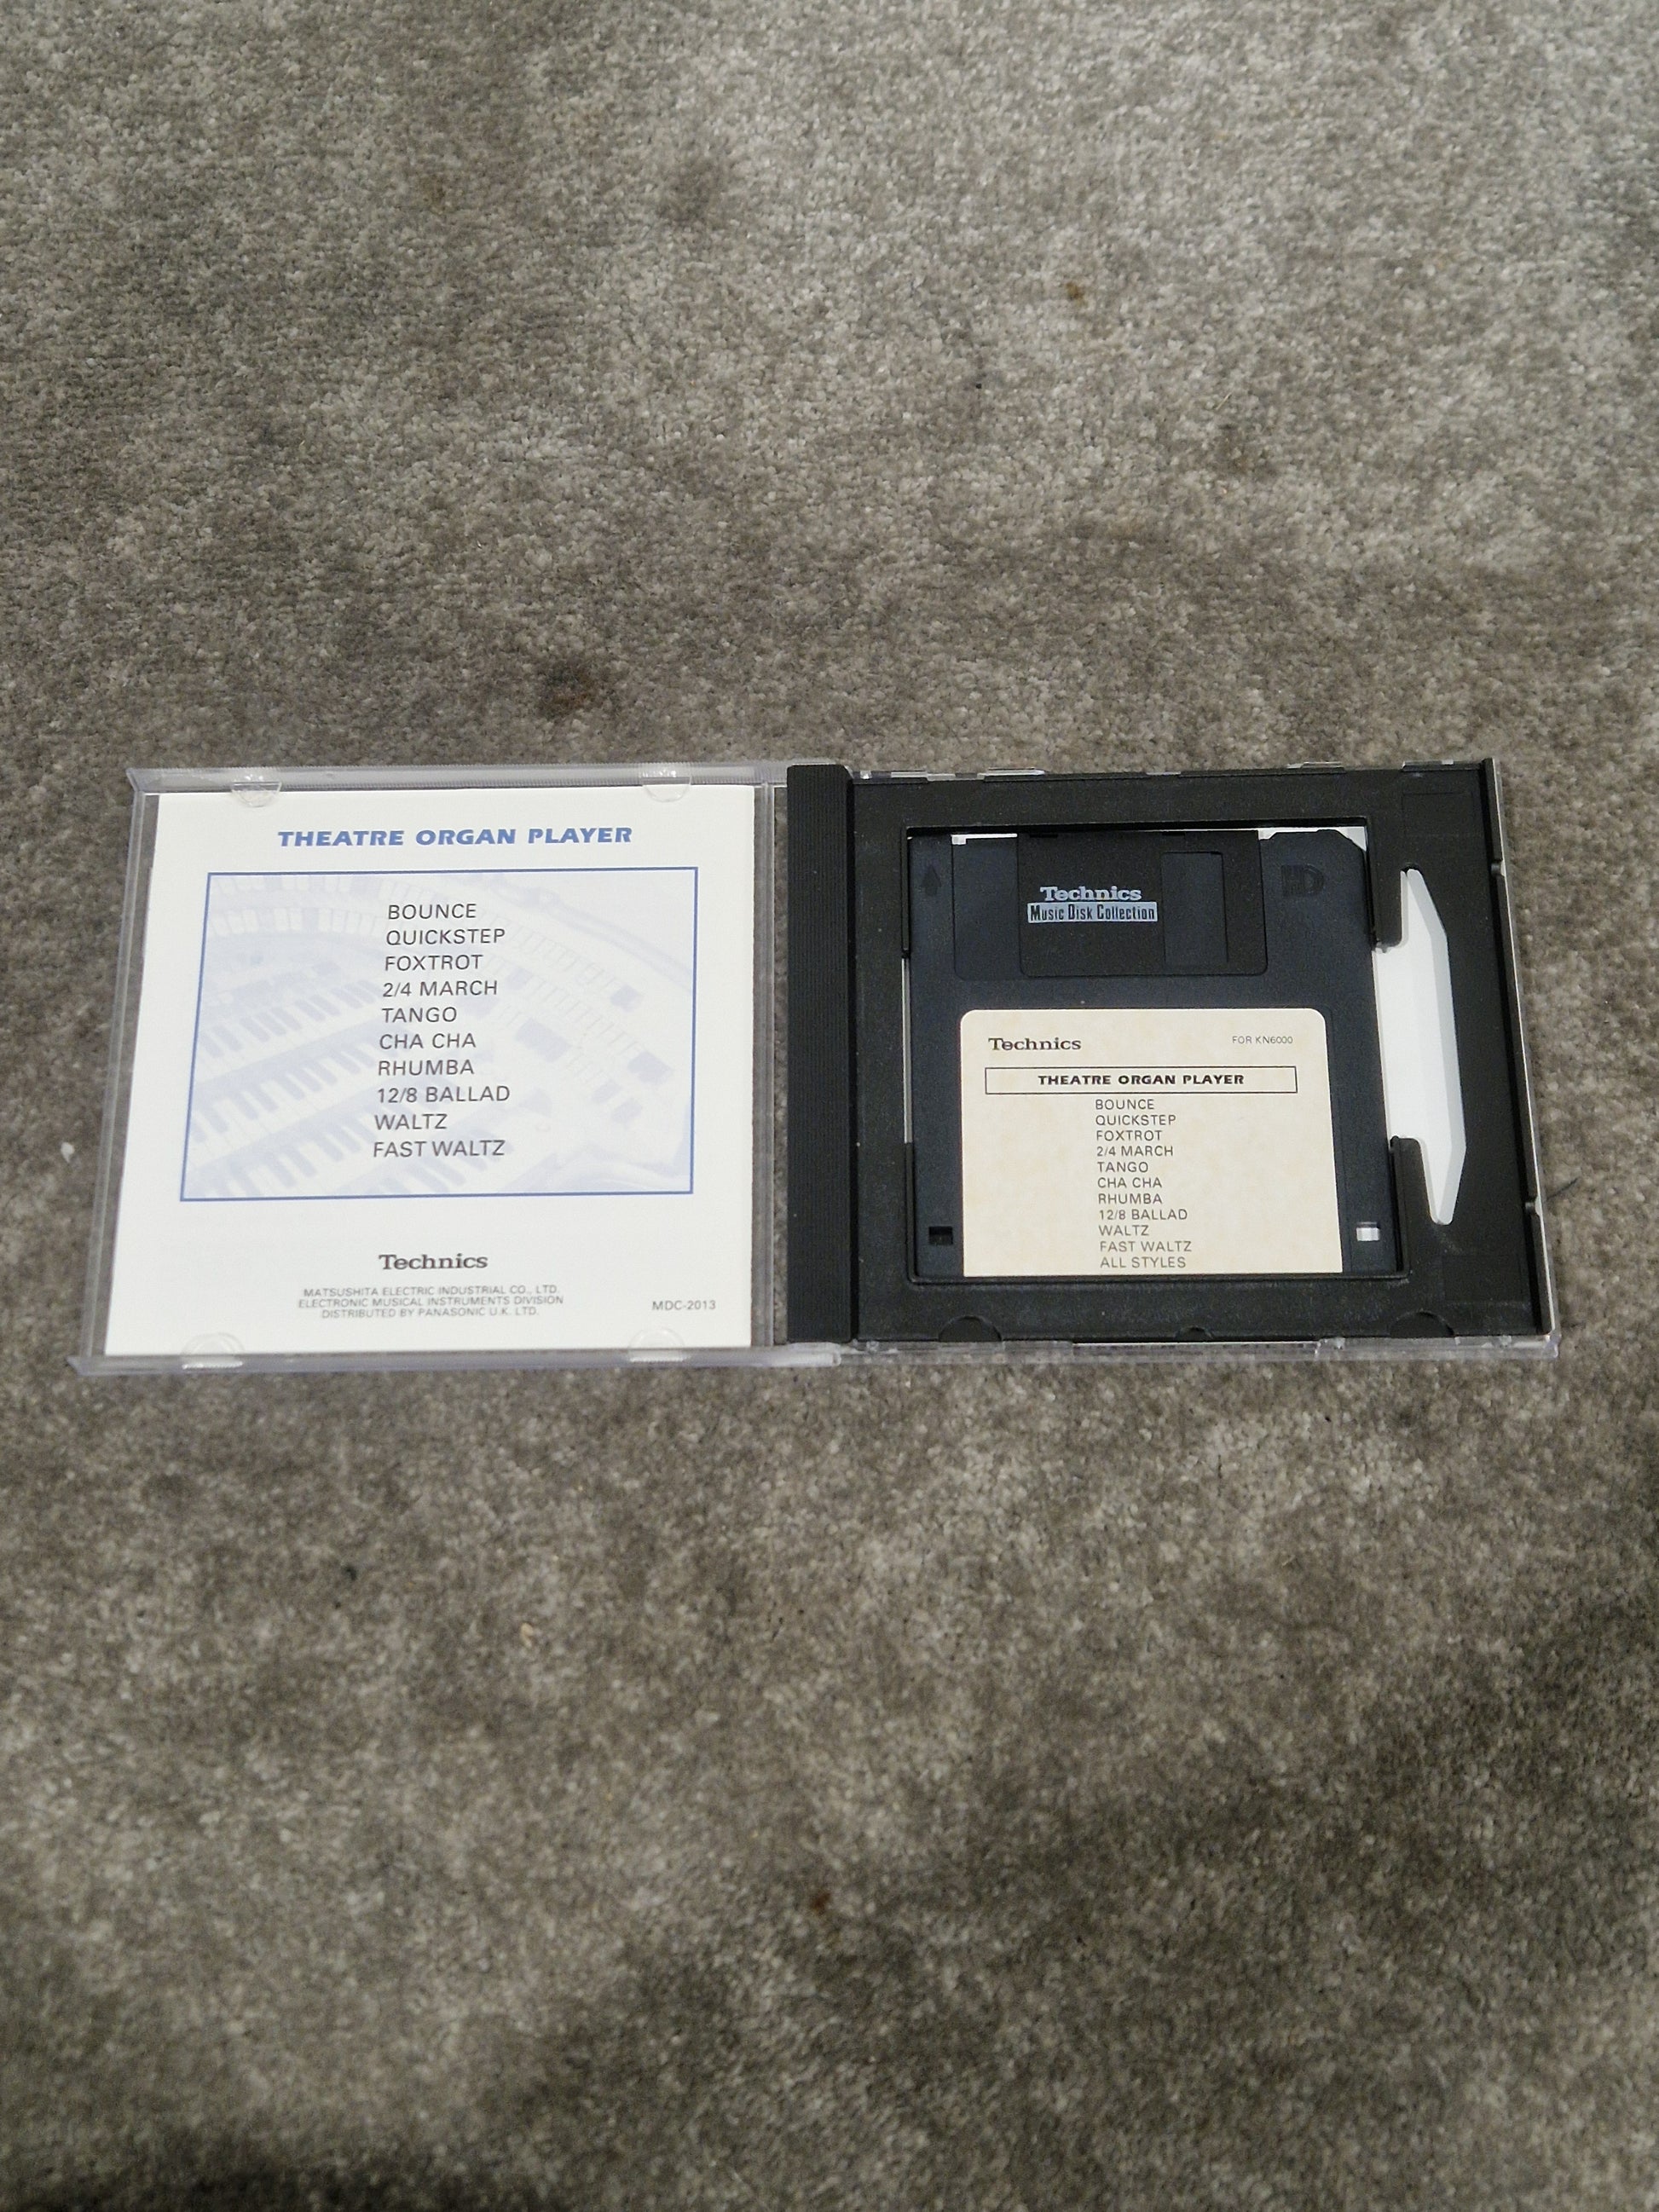 THEATRE ORGAN PLAYER
BOUNCE
QUICKSTEP
FOXTROT
2/4 MARCH
TANGO
CHA CHA
RHUMBA
12/8 BALLAD
WALTZ
FAST WALTZ
Technics
MATSUSHITA ELECTRIC INDUSTRIAL CO., LTD.
ELECTRONIC MUSICAL INSTRUMENTS DIVISION
DISTRIBUTED BY PANASONIC U.K. LTD.
MDC-2013
Technics
Music Disk Collection
HD
Technics
FOR KN6000
THEATRE ORGAN PLAYER
BOUNCE
QUICKSTEP
FOXTROT
2/4 MARCH
TANGO
CHA CHA
RHUMBA
12/8 BALLAD
WALTZ
FAST WALTZ
ALL STYLES